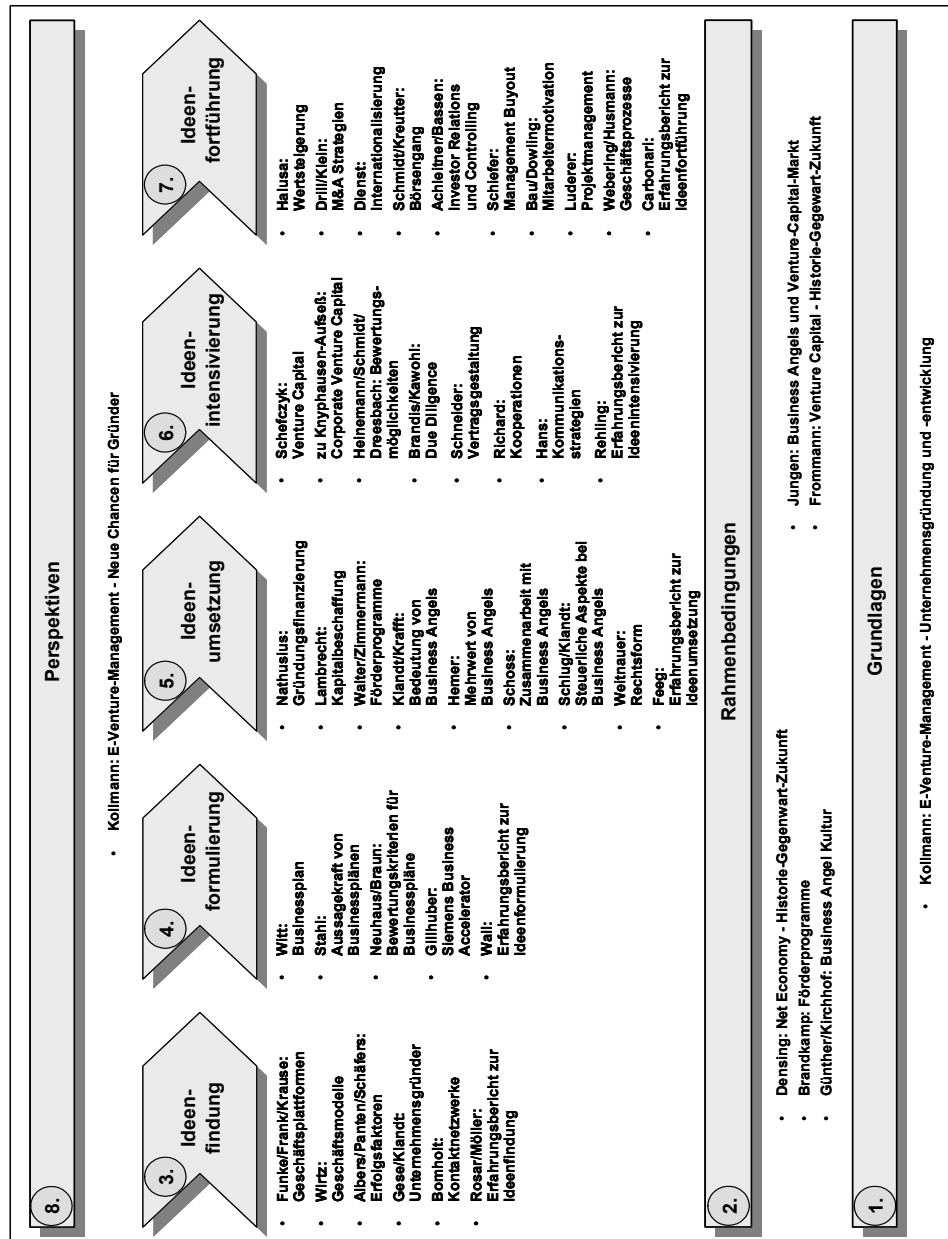 8.
Perspektiven
• Kollmann: E-Venture-Management - Neue Chancen für Gründer
3.
Ideen-
findung
• Funke/Frank/Krause:
Geschäftsplattformen
• Wirtz:
Geschäftsmodelle
• Albers/Panten/Schäfers:
Erfolgsfaktoren
• Gese/Klandt:
Unternehmensgründer
• Bornholt:
Kontaktnetzwerke
• Rosar/Möller:
Erfahrungsbericht zur
Ideenfindung
4.
Ideen-
formulierung
• Witt:
Businessplan
• Stahl:
Aussagekraft von
Businessplänen
• Neuhaus/Braun:
Bewertungskriterien für
Businesspläne
• Gillhuber:
Siemens Business
Accelerator
• Wall:
Erfahrungsbericht zur
Ideenformulierung
5.
Ideen-
umsetzung
• Nathusius:
Gründungsfinanzierung
• Lambrecht:
Kapitalbeschaffung
• Walter/Zimmermann:
Förderprogramme
• Klandt/Krafft:
Bedeutung von
Business Angels
• Hemer:
Mehrwert von
Business Angels
• Schoss:
Zusammenarbeit mit
Business Angels
• Schlug/Klandt:
Steuerliche Aspekte bei
Business Angels
• Weitnauer:
Rechtsform
• Feeg:
Erfahrungsbericht zur
Ideenumsetzung
6.
Ideen-
intensivierung
• Schefczyk:
Venture Capital
• zu Knyphausen-Aufseß:
Corporate Venture Capital
• Heinemann/Schmidt/
Dreesbach: Bewertungs-
möglichkeiten
• Brandis/Kawohl:
Due Diligence
• Schneider:
Vertragsgestaltung
• Richard:
Kooperationen
• Hans:
Kommunikations-
strategien
• Rehling:
Erfahrungsbericht zur
Ideenintensivierung
7.
Ideen-
fortführung
• Halusa:
Wertsteigerung
• Drill/Klein:
M&A Strategien
• Dienst:
Internationalisierung
• Schmidt/Kreutter:
Börsengang
• Achleitner/Bassen:
Investor Relations
und Controlling
• Schiefer:
Management Buyout
• Bau/Dowling:
Mitarbeitermotivation
• Luderer:
Projektmanagement
• Webering/Husmann:
Geschäftsprozesse
• Carbonari:
Erfahrungsbericht zur
Ideenfortführung
2.
Rahmenbedingungen
• Densing: Net Economy - Historie-Gegenwart-Zukunft
• Brandkamp: Förderprogramme
• Günther/Kirchhof: Business Angel Kultur
• Jungen: Business Angels und Venture-Capital-Markt
• Frommann: Venture Capital - Historie-Gegewart-Zukunft
1.
Grundlagen
• Kollmann: E-Venture-Management - Unternehmensgründung und -entwicklung